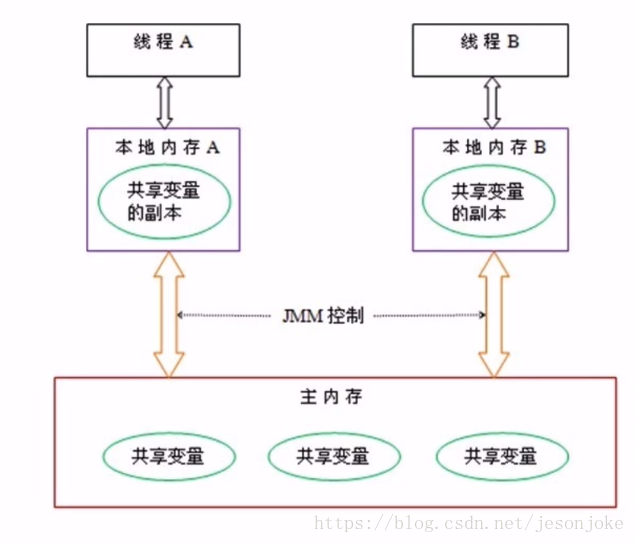 线程 A
线程 B
本地内存 A
本地内存 B
共享变量
的副本
共享变量
的副本
JMM 控制
主内存
共享变量
共享变量
共享变量
https://blog.csdn.net/jesonjoke